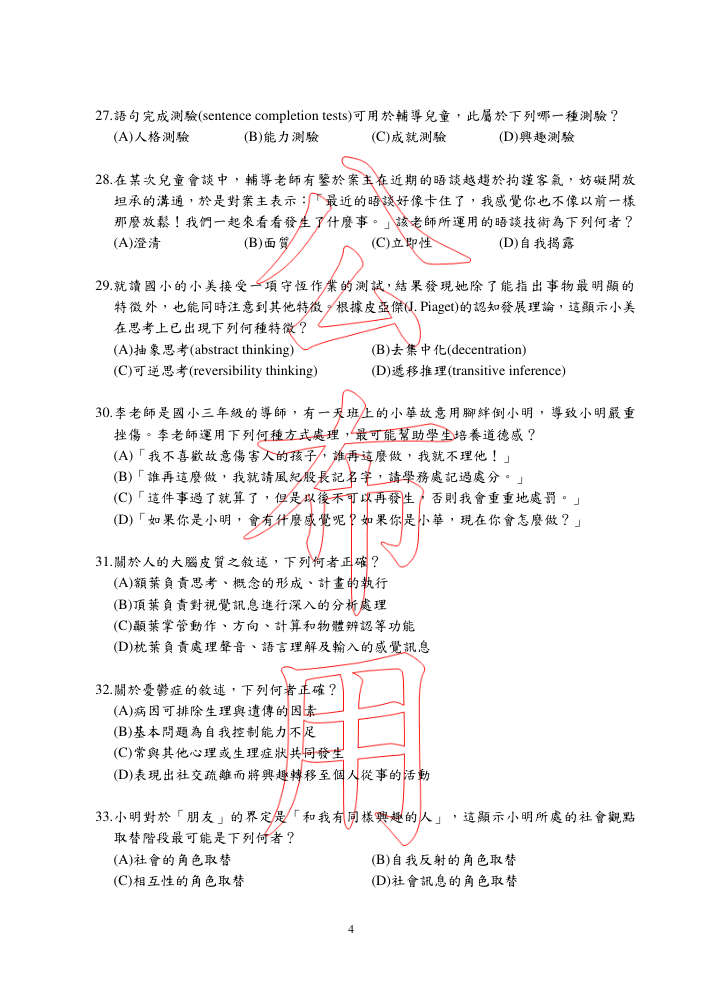 27.語句完成測驗(sentence completion tests)可用於輔導兒童，此屬於下列哪一種測驗？
(A)人格測驗 (B)能力測驗 (C)成就測驗 (D)興趣測驗
28.在某次兒童會談中，輔導老師有鑒於案主在近期的晤談越趨於拘謹客氣，妨礙開放
坦承的溝通，於是對案主表示：「最近的晤談好像卡住了，我感覺你也不像以前一樣
那麼放鬆！我們一起來看看發生了什麼事。」該老師所運用的晤談技術為下列何者？
(A)澄清 (B)面質 (C)立即性 (D)自我揭露
29.就讀國小的小美接受一項守恆作業的測試，結果發現她除了能指出事物最明顯的
特徵外，也能同時注意到其他特徵。根據皮亞傑(J. Piaget)的認知發展理論，這顯示小美
在思考上已出現下列何種特徵？
(A)抽象思考(abstract thinking) (B)去集中化(decentration)
(C)可逆思考(reversibility thinking) (D)遞移推理(transitive inference)
30.李老師是國小三年級的導師，有一天班上的小華故意用腳絆倒小明，導致小明嚴重
挫傷。李老師運用下列何種方式處理，最可能幫助學生培養道德感？
(A)「我不喜歡故意傷害人的孩子，誰再這麼做，我就不理他！」
(B)「誰再這麼做，我就請風紀股長記名字，請學務處記過處分。」
(C)「這件事過了就算了，但是以後不可以再發生，否則我會重重地處罰。」
(D)「如果你是小明，會有什麼感覺呢？如果你是小華，現在你會怎麼做？」
31.關於人的大腦皮質之敘述，下列何者正確？
(A)額葉負責思考、概念的形成、計畫的執行
(B)頂葉負責對視覺訊息進行深入的分析處理
(C)顳葉掌管動作、方向、計算和物體辨認等功能
(D)枕葉負責處理聲音、語言理解及輸入的感覺訊息
32.關於憂鬱症的敘述，下列何者正確？
(A)病因可排除生理與遺傳的因素
(B)基本問題為自我控制能力不足
(C)常與其他心理或生理症狀共同發生
(D)表現出社交疏離而將興趣轉移至個人從事的活動
33.小明對於「朋友」的界定是「和我有同樣興趣的人」，這顯示小明所處的社會觀點
取替階段最可能是下列何者？
(A)社會的角色取替 (B)自我反射的角色取替
(C)相互性的角色取替 (D)社會訊息的角色取替
4
公布用